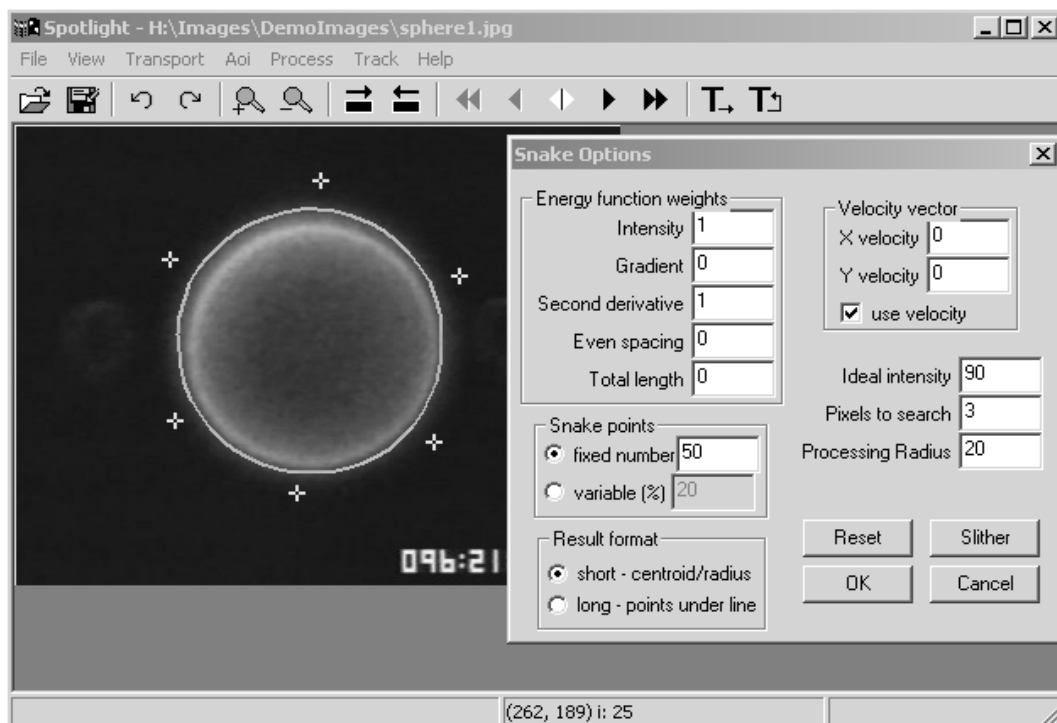 Spotlight - H:\Images\DemoImages\sphere1.jpg
File View Transport Aoi Process Track Help
T T
Snake Options
Energy function weights
Intensity 1
Gradient 0
Second derivative 1
Even spacing 0
Total length 0
Velocity vector
X velocity 0
Y velocity 0
use velocity
Ideal intensity 90
Pixels to search 3
Processing Radius 20
Snake points
fixed number 50
variable (%) 20
Result format
short - centroid/radius
long - points under line
Reset Slither
OK Cancel
096:21
(262, 189) i: 25